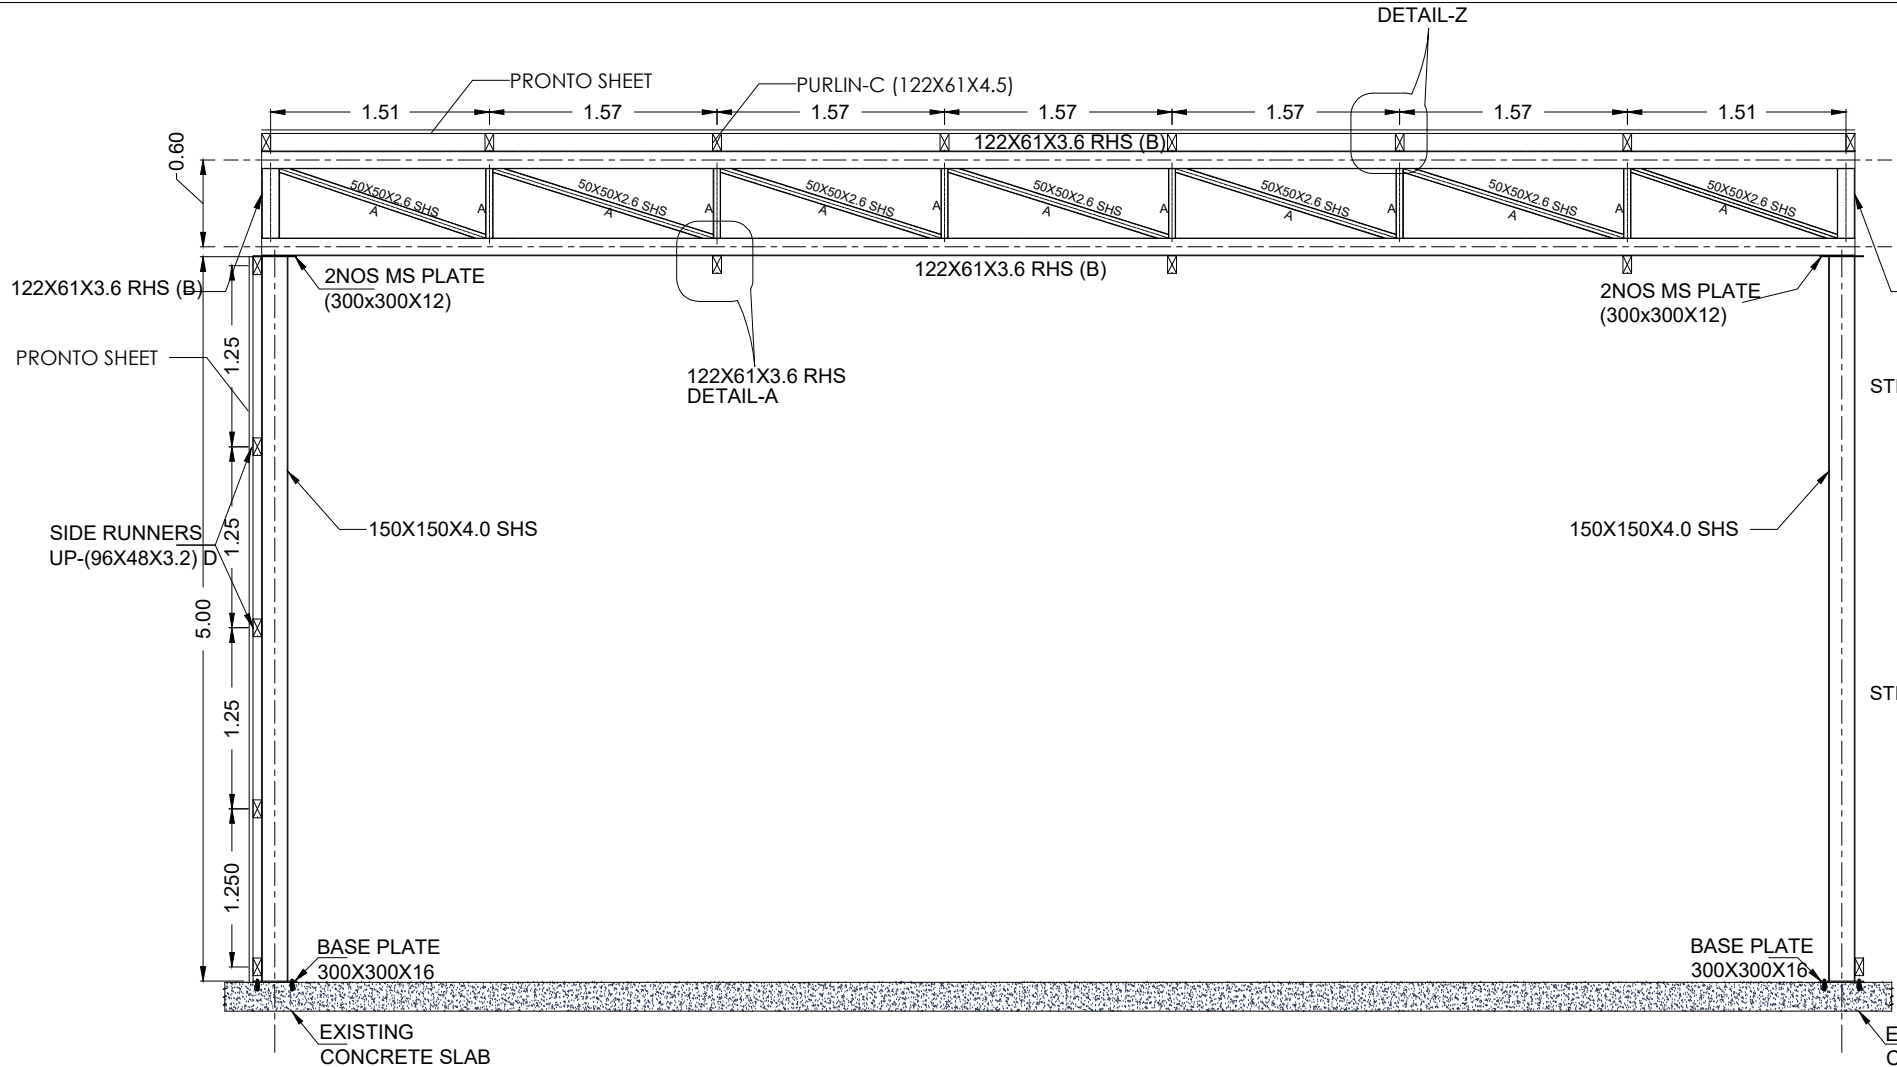 DETAIL-Z
PRONTO SHEET
PURLIN-C (122X61X4.5)
1.51
1.57
1.57
1.57
1.57
1.57
1.51
0.60
122X61X3.6 RHS (B)
50X50X2.6 SHS
50X50X2.6 SHS
50X50X2.6 SHS
50X50X2.6 SHS
50X50X2.6 SHS
50X50X2.6 SHS
50X50X2.6 SHS
A
A
A
A
A
A
A
A
A
A
A
A
A
122X61X3.6 RHS (B)
122X61X3.6 RHS (B)
2NOS MS PLATE
(300x300X12)
2NOS MS PLATE
(300x300X12)
PRONTO SHEET
1.25
122X61X3.6 RHS
DETAIL-A
STI
SIDE RUNNERS
UP-(96X48X3.2) D
1.25
150X150X4.0 SHS
150X150X4.0 SHS
5.00
1.25
STI
1.250
BASE PLATE
300X300X16
BASE PLATE
300X300X16
EXISTING
CONCRETE SLAB
E
C